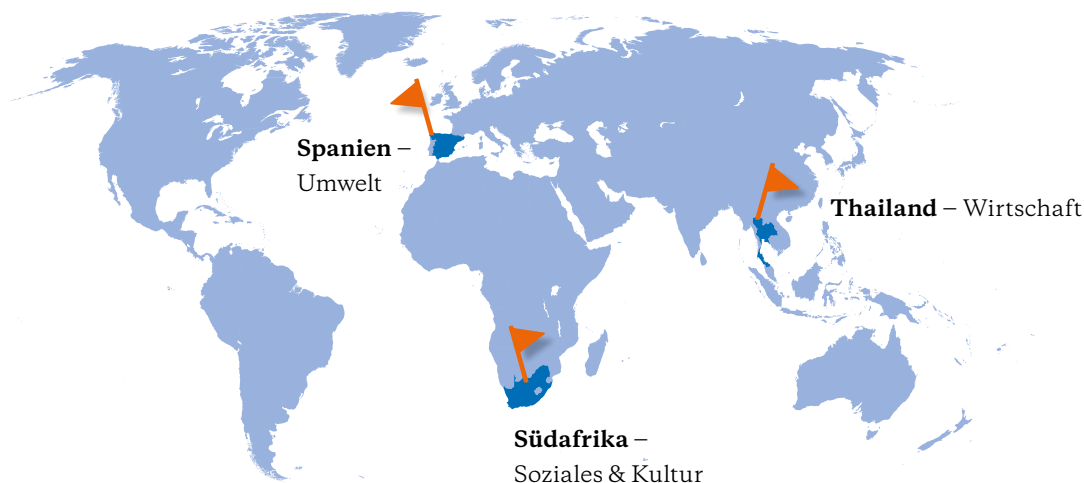 Spanien –
Umwelt
Thailand – Wirtschaft
Südafrika –
Soziales & Kultur